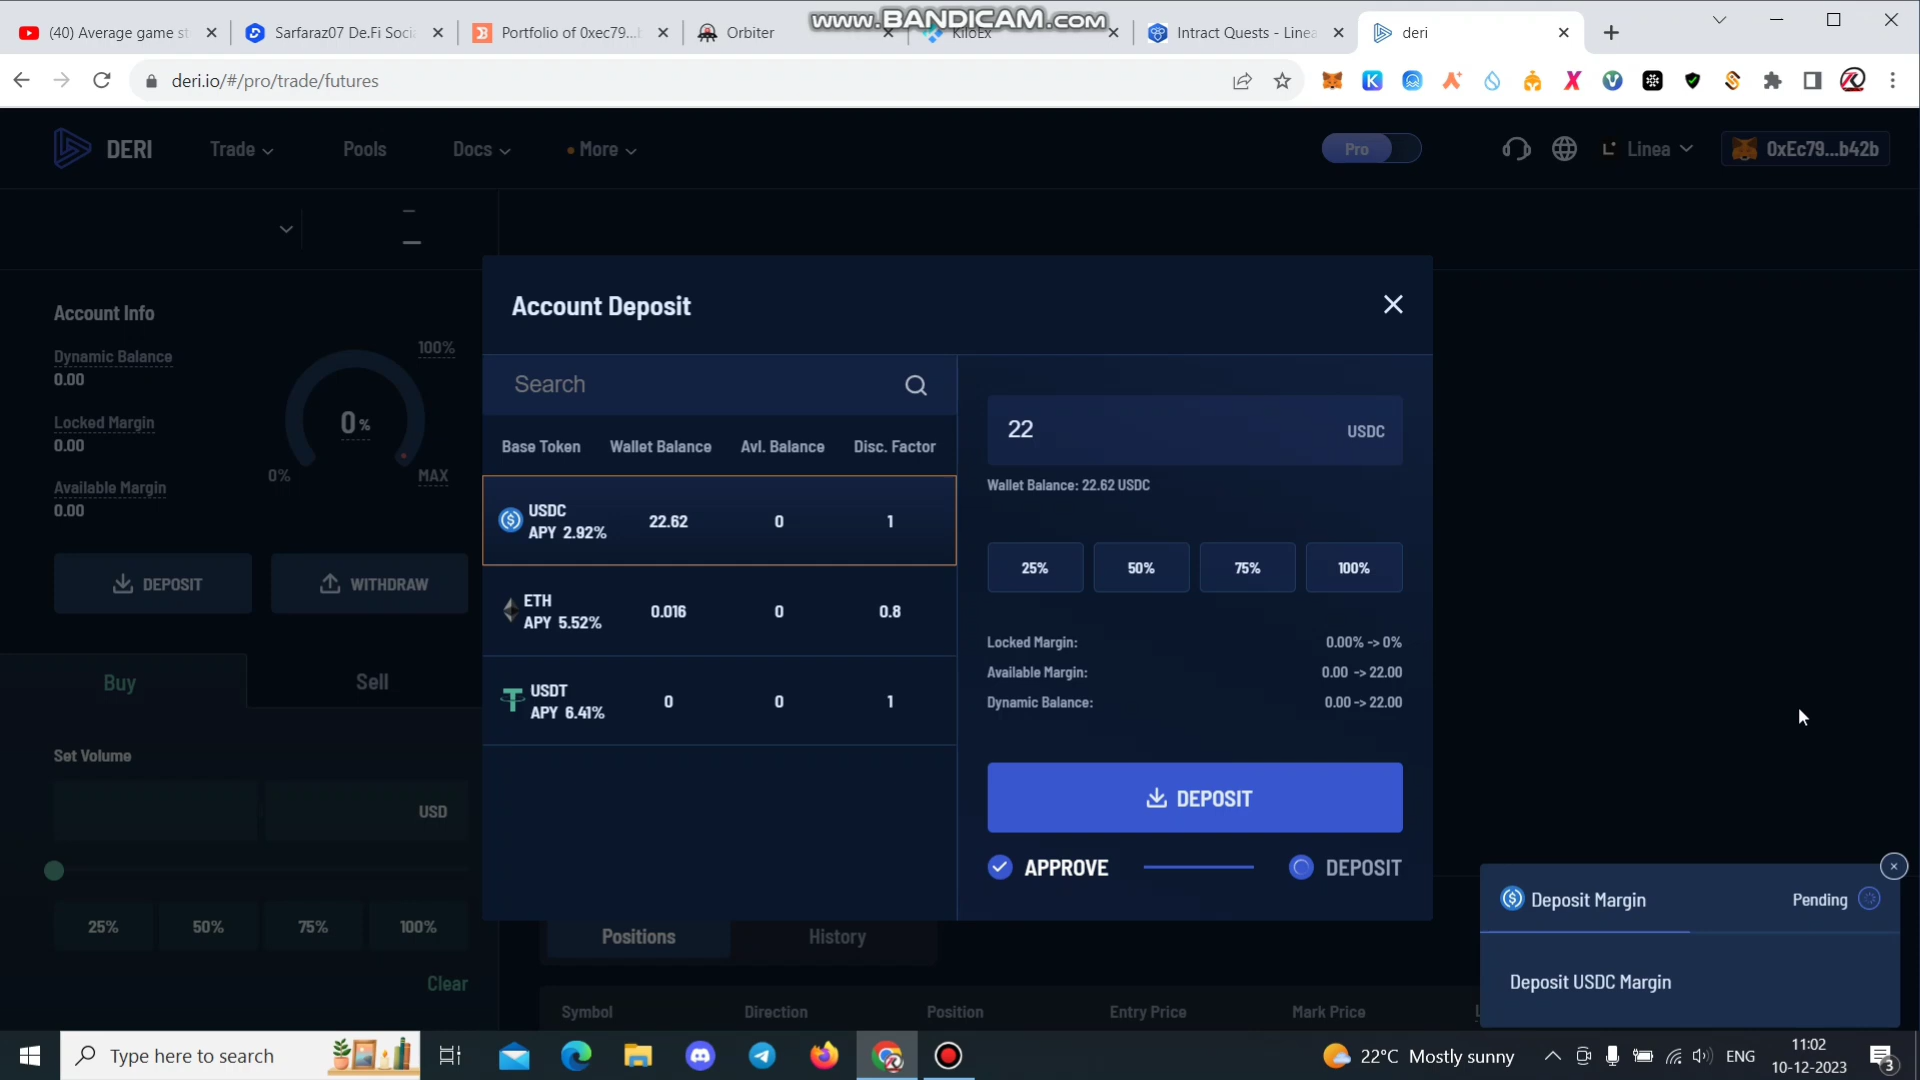 www.BANDICAM.com
(40) Average game st
Sarfaraz07 De.Fi Socia
Portfolio of 0xec79...b
Orbiter
KiloEx
Intract Quests - Linea
deri
deri.io/#/pro/trade/futures
DERI
Trade
Pools
Docs
More
Pro
Linea
0xEc79...b42b
Account Info
Dynamic Balance
0.00
Locked Margin
0.00
Available Margin
0.00
100%
0%
0%
MAX
DEPOSIT
WITHDRAW
Buy
Sell
Set Volume
USD
25%
50%
75%
100%
Clear
Account Deposit
Search
Base Token
Wallet Balance
Avl. Balance
Disc. Factor
USDC
APY 2.92%
22.62
0
1
ETH
APY 5.52%
0.016
0
0.8
USDT
APY 6.41%
0
0
1
22
USDC
Wallet Balance: 22.62 USDC
25%
50%
75%
100%
Locked Margin:
0.00% -> 0%
Available Margin:
0.00 -> 22.00
Dynamic Balance:
0.00 -> 22.00
DEPOSIT
APPROVE
DEPOSIT
Positions
History
Symbol
Direction
Position
Entry Price
Mark Price
Deposit Margin
Pending
Deposit USDC Margin
Type here to search
22°C Mostly sunny
ENG
11:02
10-12-2023
3